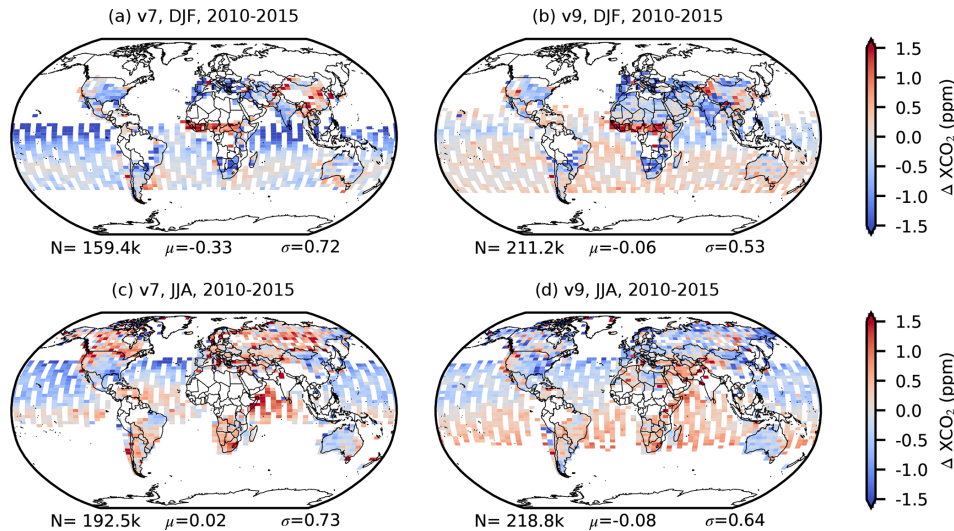 (a) v7, DJF, 2010-2015
(b) v9, DJF, 2010-2015
1.5
1.0
0.5
0.0
-0.5
-1.0
-1.5
Δ XCO₂ (ppm)
N= 159.4k μ=-0.33 σ=0.72
N= 211.2k μ=-0.06 σ=0.53
(c) v7, JJA, 2010-2015
(d) v9, JJA, 2010-2015
1.5
1.0
0.5
0.0
-0.5
-1.0
-1.5
Δ XCO₂ (ppm)
N= 192.5k μ=0.02 σ=0.73
N= 218.8k μ=-0.08 σ=0.64